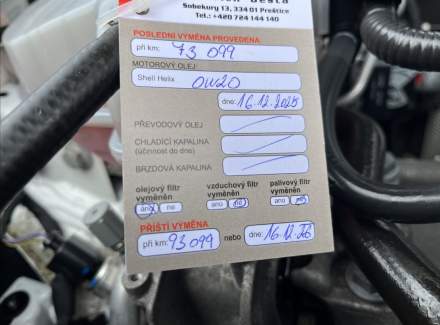 Sobekury 13, 334 01 Přeštice
Tel.: +420 724 144 140
POSLEDNÍ VÝMĚNA PROVEDENA
při km: 73 099
MOTOROVÝ OLEJ:
Shell Helix 0W20
dne: 16.12.2025
PŘEVODOVÝ OLEJ
CHLADÍCÍ KAPALINA
(účinnost do dne)
BRZDOVÁ KAPALINA
olejový filtr vzduchový filtr palivový filtr
vyměněn vyměněn vyměněn
ano ne ano ne ano ne
PŘÍŠTÍ VÝMĚNA
při km: 93 099 nebo dne: 16.12.26